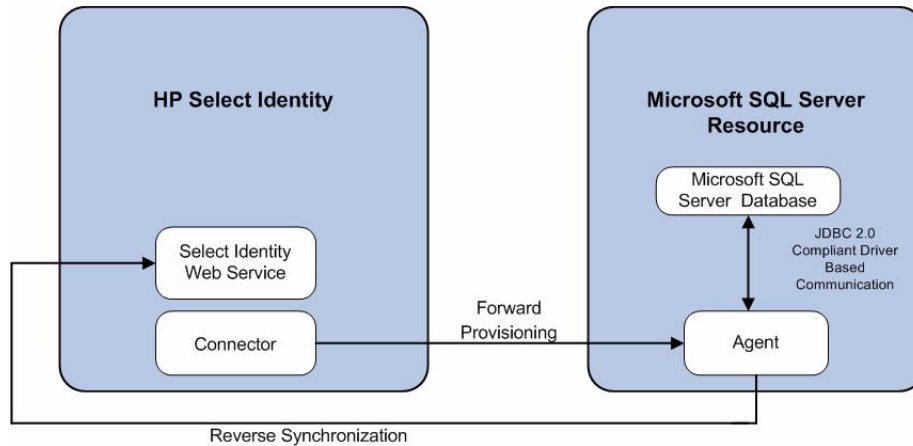 HP Select Identity
Microsoft SQL Server
Resource
Microsoft SQL
Server Database
JDBC 2.0
Compliant Driver
Based
Communication
Select Identity
Web Service
Forward
Provisioning
Connector
Agent
Reverse Synchronization